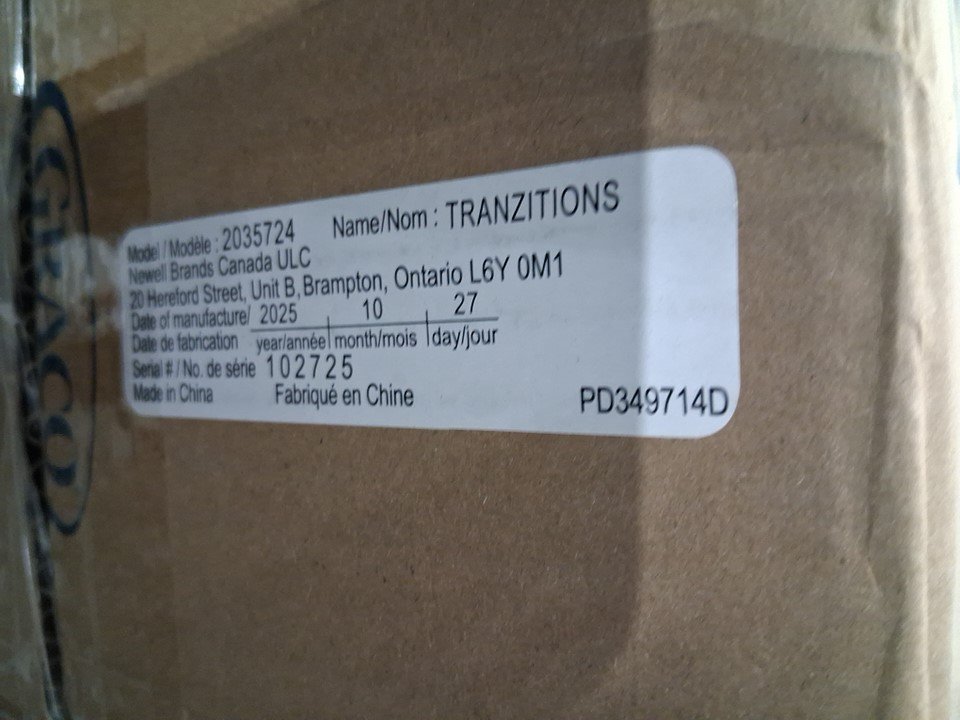 GRACO
Model / Modèle : 2035724 Name/Nom : TRANZITIONS
Newell Brands Canada ULC
20 Hereford Street, Unit B, Brampton, Ontario L6Y 0M1
Date of manufacture/ 2025 10 27
Date de fabrication year/année month/mois day/jour
Serial # / No. de série 102725
Made in China Fabriqué en Chine PD349714D